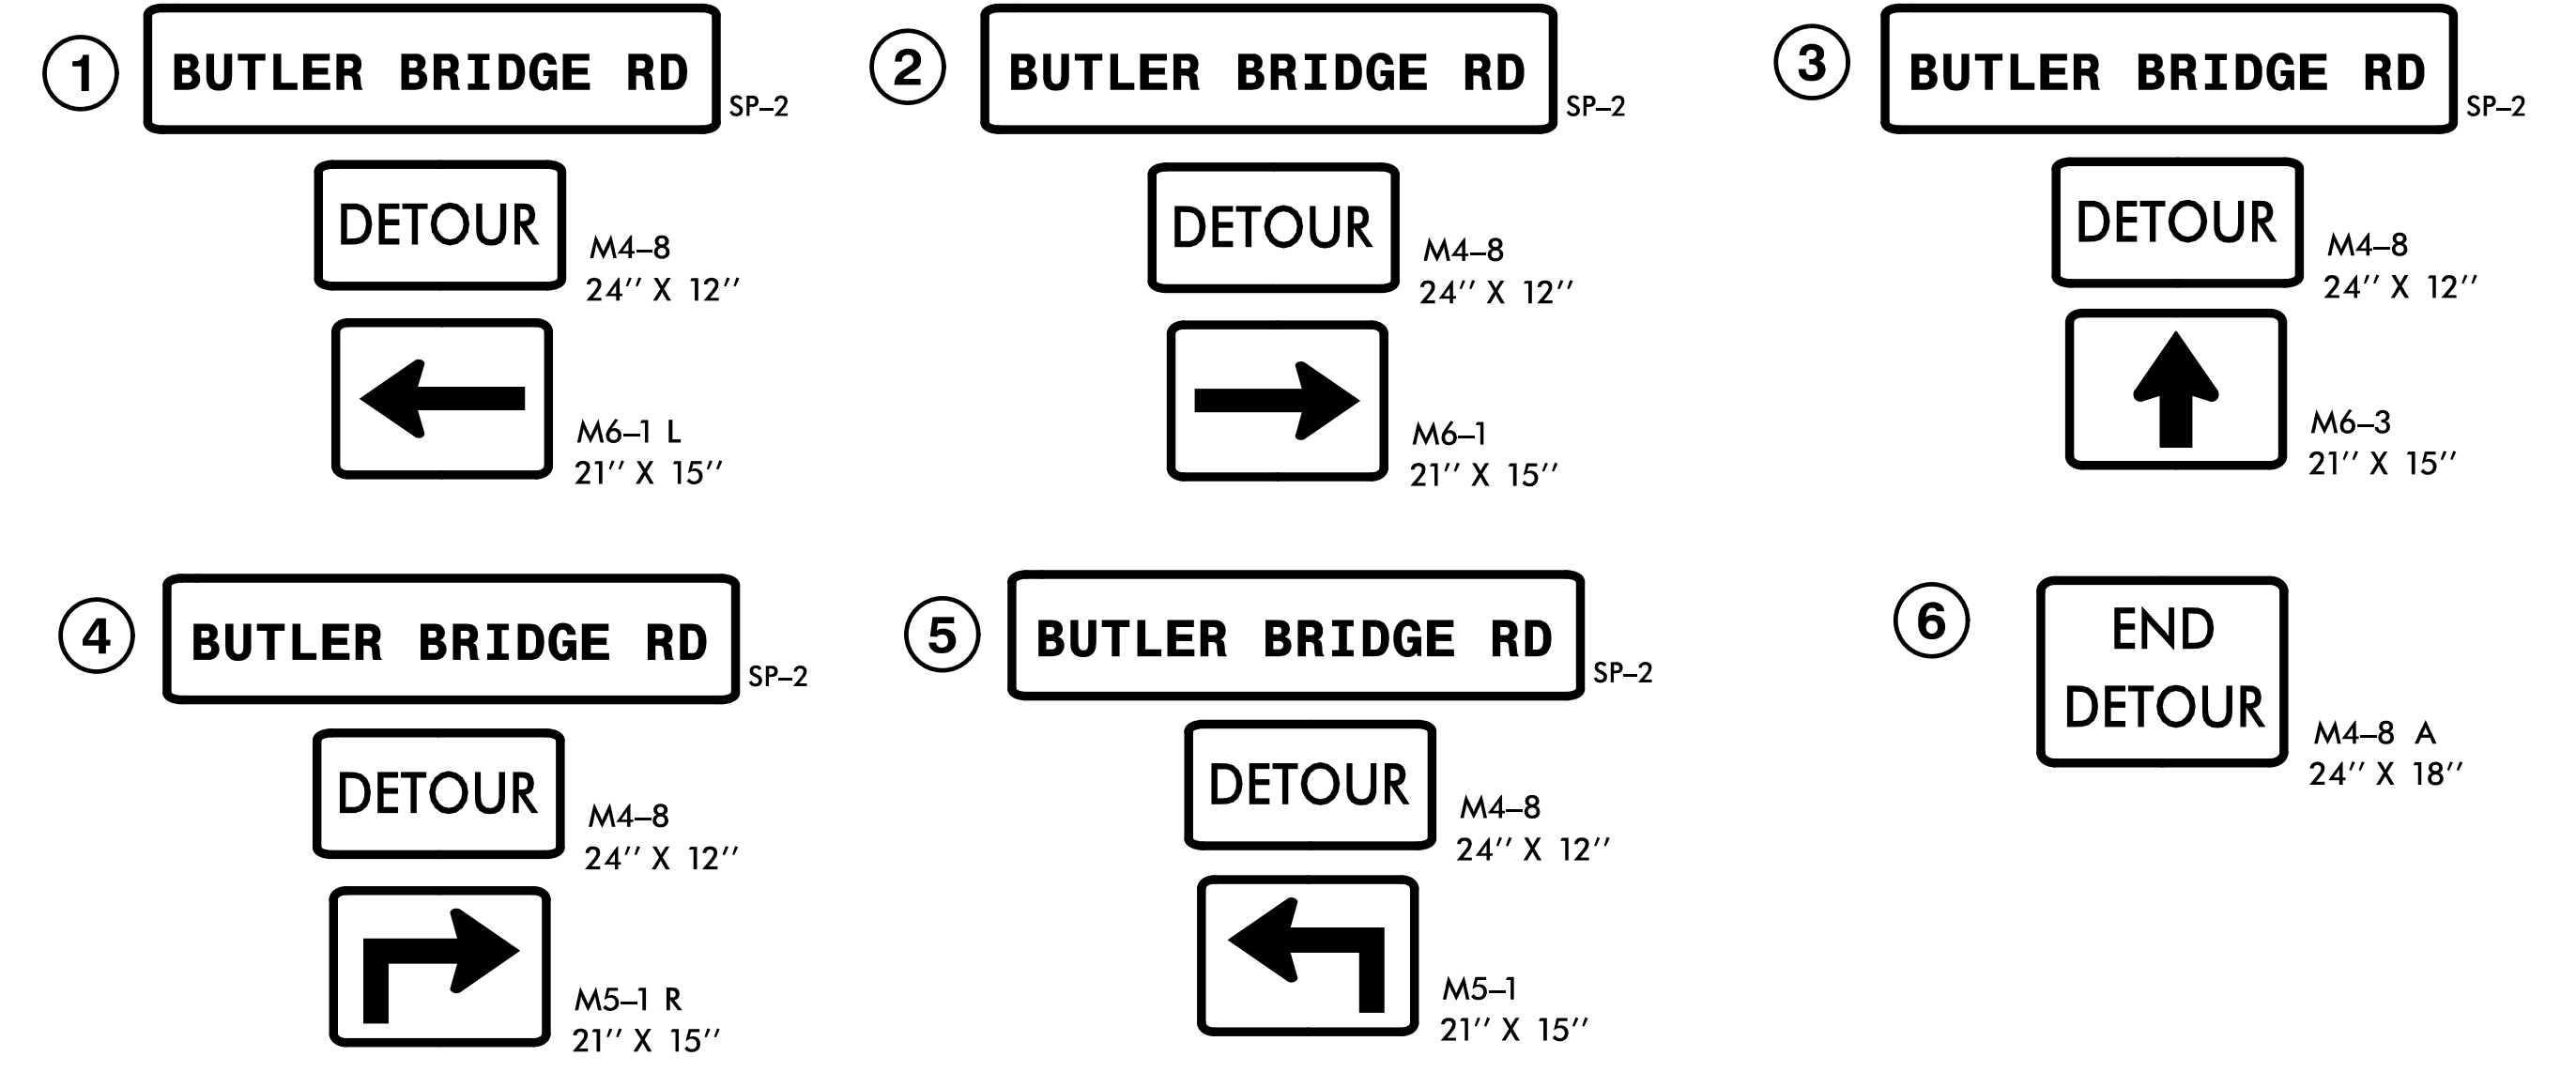 1
BUTLER BRIDGE RD
SP–2
DETOUR
M4–8
24’’ X 12’’
M6–1 L
21’’ X 15’’
2
BUTLER BRIDGE RD
SP–2
DETOUR
M4–8
24’’ X 12’’
M6–1
21’’ X 15’’
3
BUTLER BRIDGE RD
SP–2
DETOUR
M4–8
24’’ X 12’’
M6–3
21’’ X 15’’
4
BUTLER BRIDGE RD
SP–2
DETOUR
M4–8
24’’ X 12’’
M5–1 R
21’’ X 15’’
5
BUTLER BRIDGE RD
SP–2
DETOUR
M4–8
24’’ X 12’’
M5–1
21’’ X 15’’
6
END
DETOUR
M4–8 A
24’’ X 18’’